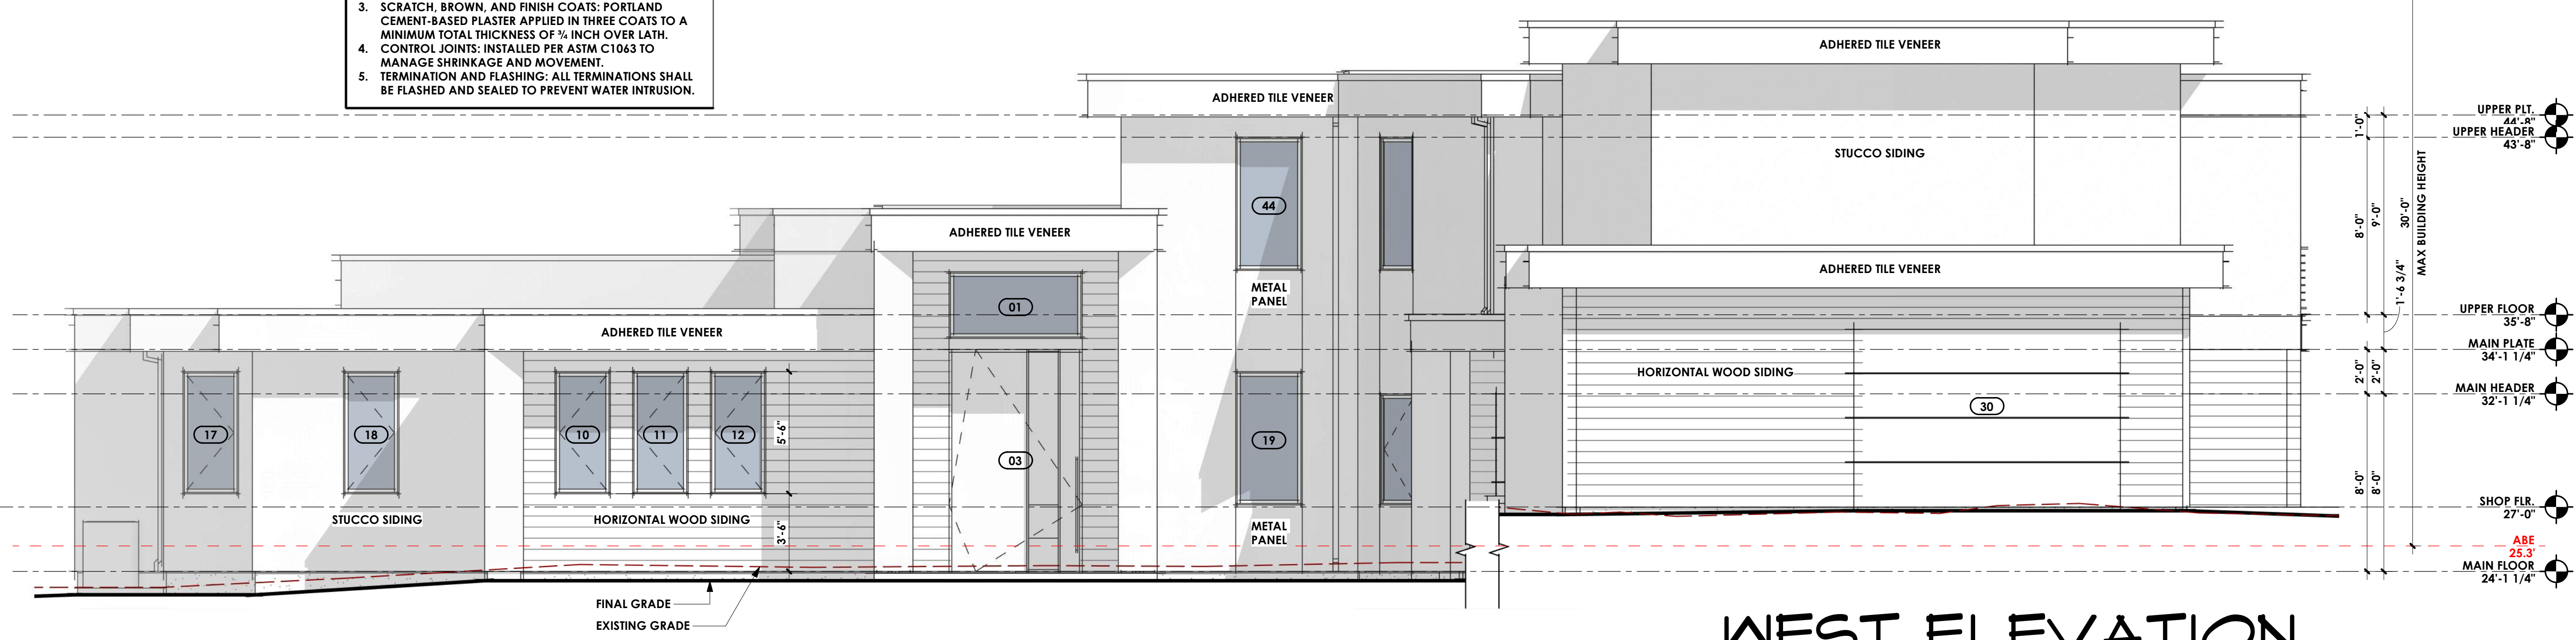 3. SCRATCH, BROWN, AND FINISH COATS: PORTLAND
CEMENT-BASED PLASTER APPLIED IN THREE COATS TO A
MINIMUM TOTAL THICKNESS OF ¾ INCH OVER LATH.
4. CONTROL JOINTS: INSTALLED PER ASTM C1063 TO
MANAGE SHRINKAGE AND MOVEMENT.
5. TERMINATION AND FLASHING: ALL TERMINATIONS SHALL
BE FLASHED AND SEALED TO PREVENT WATER INTRUSION.
ADHERED TILE VENEER
ADHERED TILE VENEER
STUCCO SIDING
44
ADHERED TILE VENEER
ADHERED TILE VENEER
METAL
PANEL
01
ADHERED TILE VENEER
HORIZONTAL WOOD SIDING
30
17
18
10
11
12
5'-6"
19
03
STUCCO SIDING
HORIZONTAL WOOD SIDING
3'-6"
METAL
PANEL
FINAL GRADE
EXISTING GRADE
1'-0"
8'-0"
9'-0"
30'-0"
MAX BUILDING HEIGHT
1'-6 3/4"
2'-0"
2'-0"
8'-0"
8'-0"
UPPER PLT.
44'-8"
UPPER HEADER
43'-8"
UPPER FLOOR
35'-8"
MAIN PLATE
34'-1 1/4"
MAIN HEADER
32'-1 1/4"
SHOP FLR.
27'-0"
ABE
25.3'
MAIN FLOOR
24'-1 1/4"
WEST ELEVATION